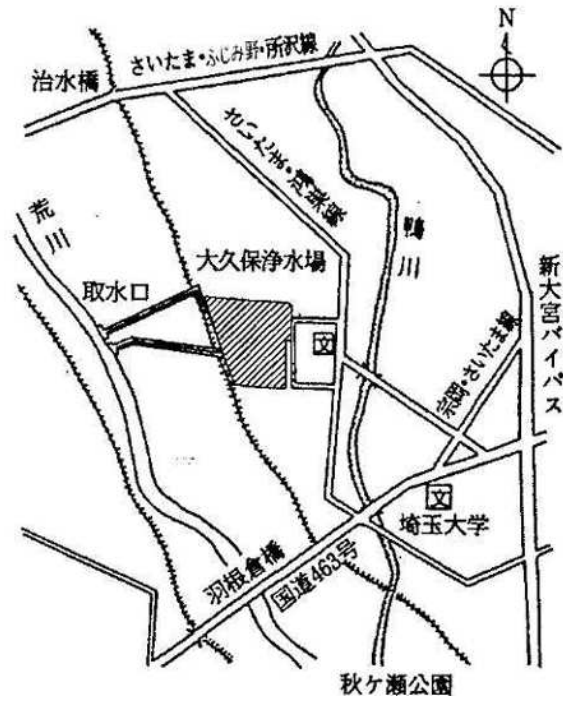 N
さいたま・ふじみ野・所沢線
治水橋
さいたま・鴻巣線
荒川
鴨川
大久保浄水場
取水口
新大宮バイパス
文
宗岡・さいたま線
文
埼玉大学
羽根倉橋
国道463号
秋ケ瀬公園